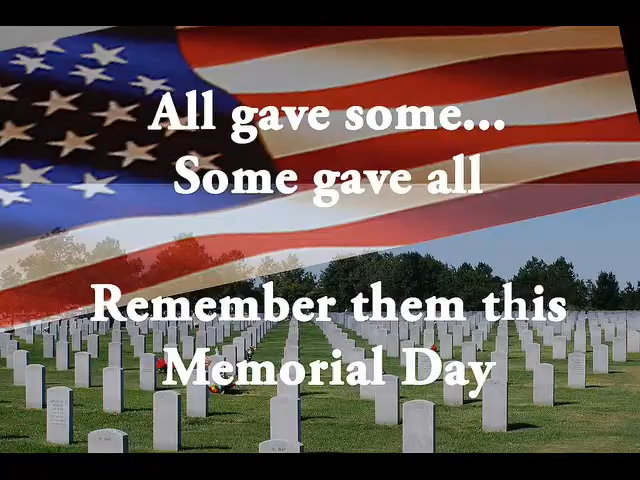 All gave some...
Some gave all
Remember them this
Memorial Day